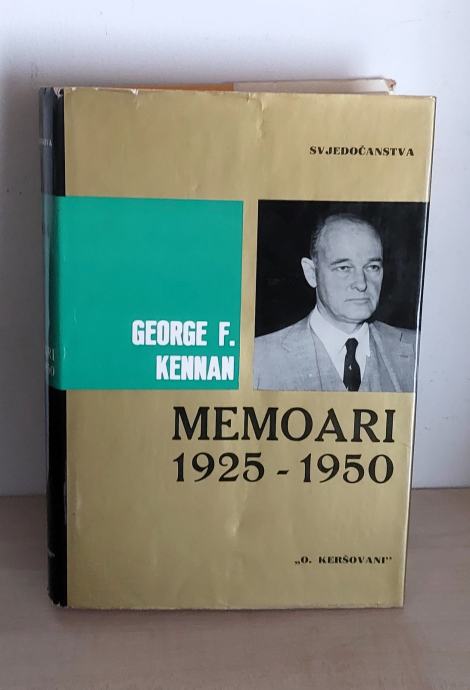 SVJEDOČANSTVA
GEORGE F.
KENNAN
MEMOARI
1925 - 1950
„O. KERŠOVANI"